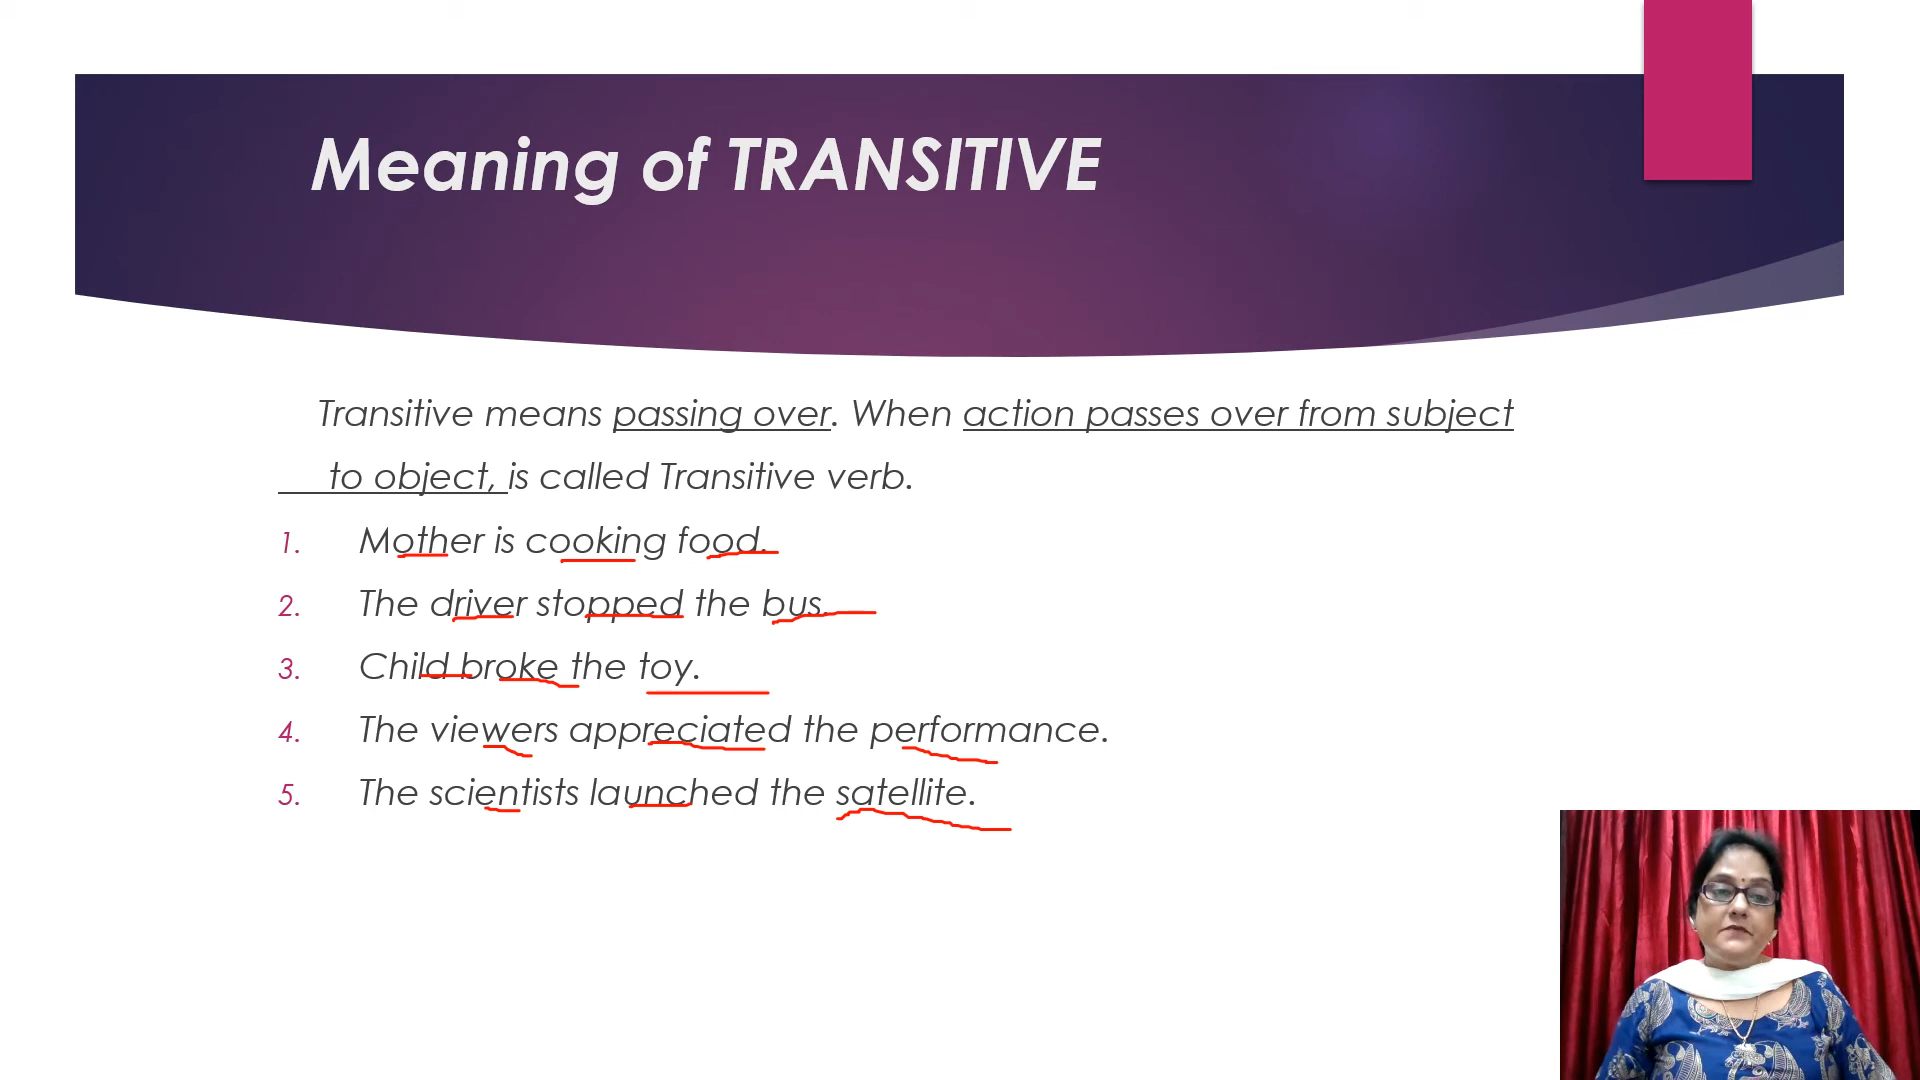 Meaning of TRANSITIVE
Transitive means passing over. When action passes over from subject
to object, is called Transitive verb.
1. Mother is cooking food.
2. The driver stopped the bus.
3. Child broke the toy.
4. The viewers appreciated the performance.
5. The scientists launched the satellite.